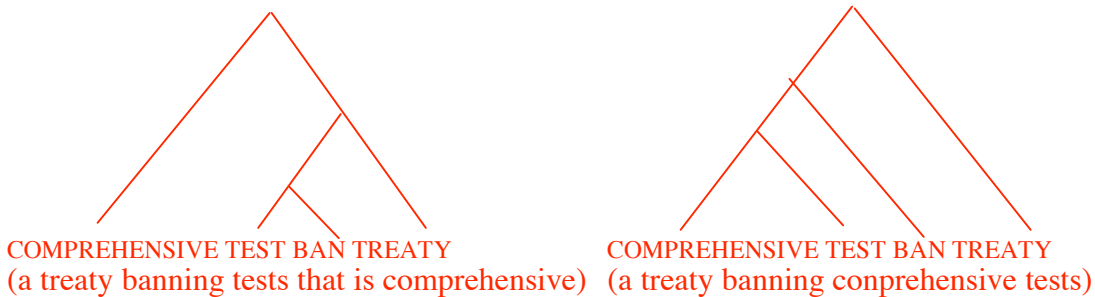 COMPREHENSIVE TEST BAN TREATY
(a treaty banning tests that is comprehensive)
COMPREHENSIVE TEST BAN TREATY
(a treaty banning conprehensive tests)